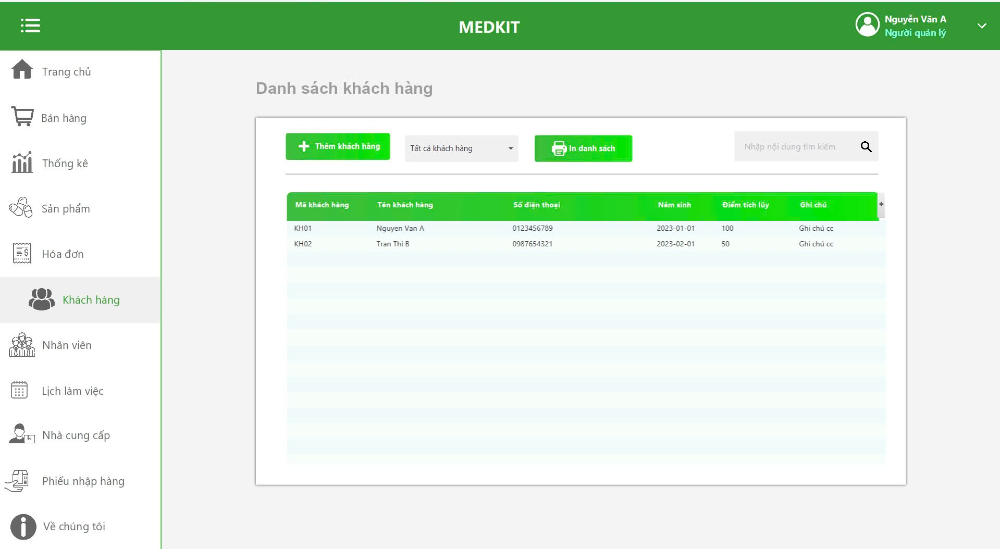 MEDKIT
Nguyễn Văn A
Người quản lý
Trang chủ
Bán hàng
Thống kê
Sản phẩm
Hóa đơn
Khách hàng
Nhân viên
Lịch làm việc
Nhà cung cấp
Phiếu nhập hàng
Về chúng tôi
Danh sách khách hàng
Thêm khách hàng
Tất cả khách hàng
In danh sách
Nhập nội dung tìm kiếm
Mã khách hàng Tên khách hàng Số điện thoại Năm sinh Điểm tích lũy Ghi chú +
KH01 Nguyen Van A 0123456789 2023-01-01 100 Ghi chú cc
KH02 Tran Thi B 0987654321 2023-02-01 50 Ghi chú cc